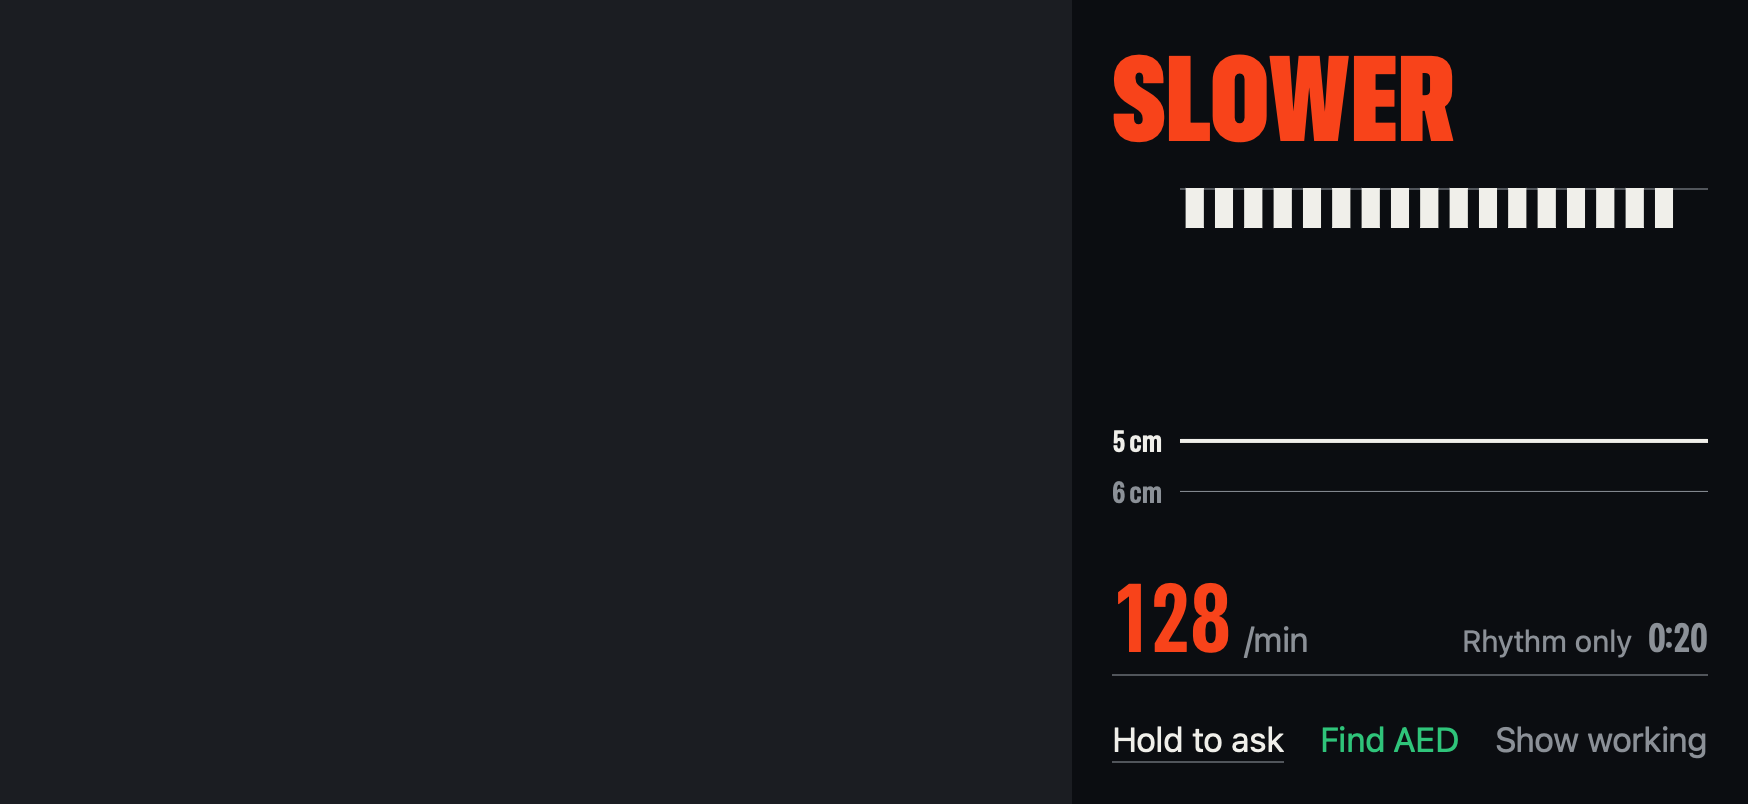 SLOWER
5 cm
6 cm
128 /min Rhythm only 0:20
Hold to ask Find AED Show working